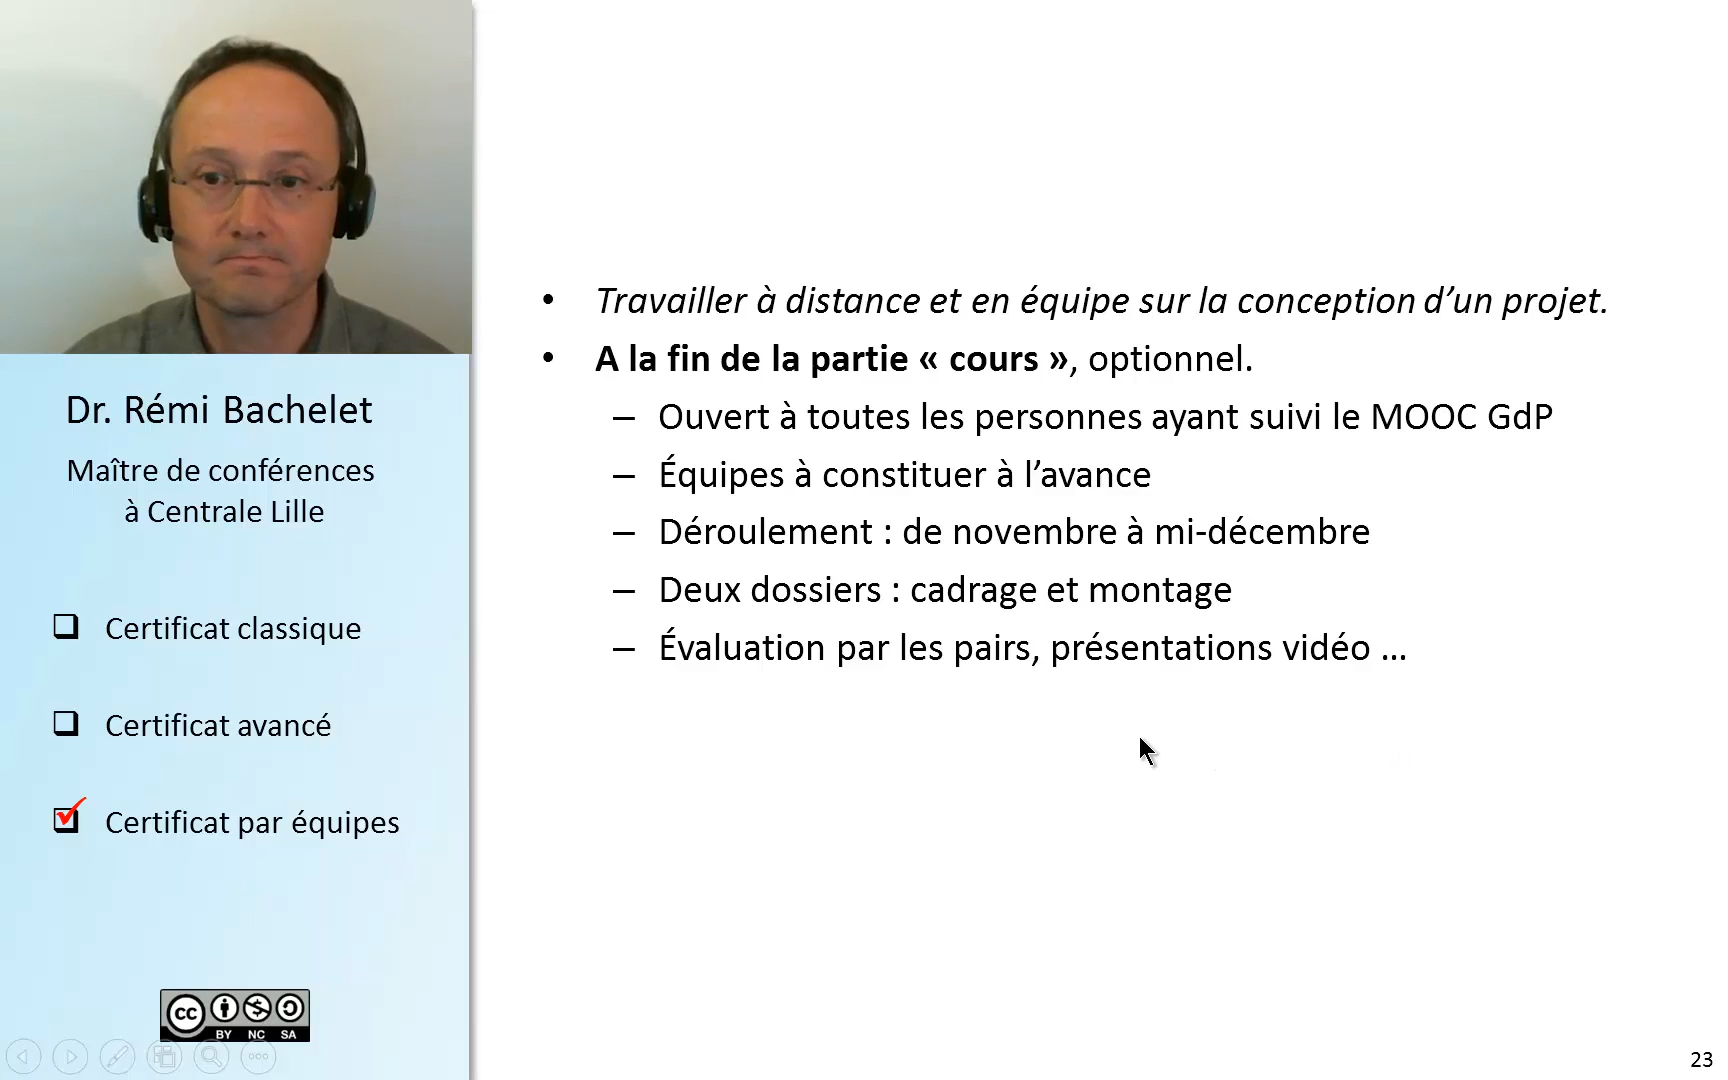 Dr. Rémi Bachelet
Maître de conférences
à Centrale Lille
Certificat classique
Certificat avancé
Certificat par équipes
cc
BY NC SA
• Travailler à distance et en équipe sur la conception d’un projet.
• A la fin de la partie « cours », optionnel.
– Ouvert à toutes les personnes ayant suivi le MOOC GdP
– Équipes à constituer à l’avance
– Déroulement : de novembre à mi-décembre
– Deux dossiers : cadrage et montage
– Évaluation par les pairs, présentations vidéo …
23